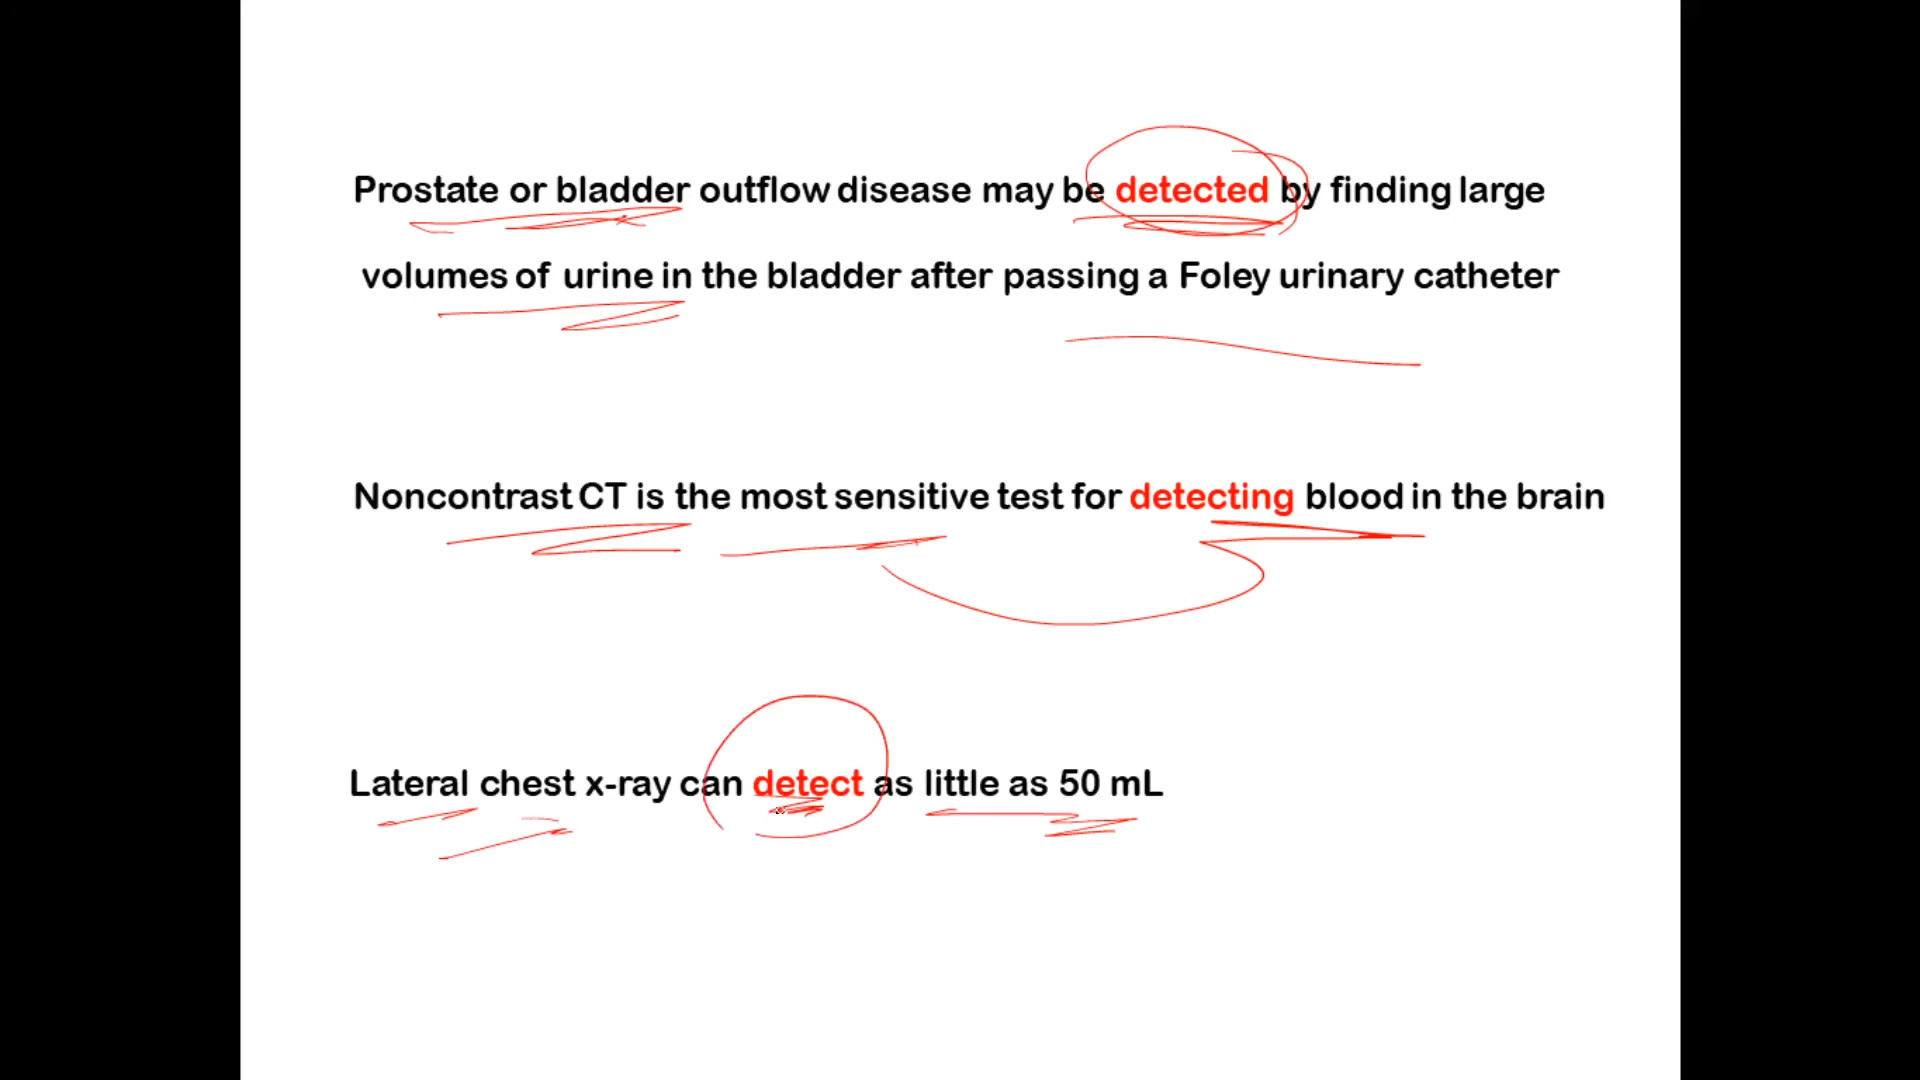 Prostate or bladder outflow disease may be detected by finding large
volumes of urine in the bladder after passing a Foley urinary catheter
Noncontrast CT is the most sensitive test for detecting blood in the brain
Lateral chest x-ray can detect as little as 50 mL